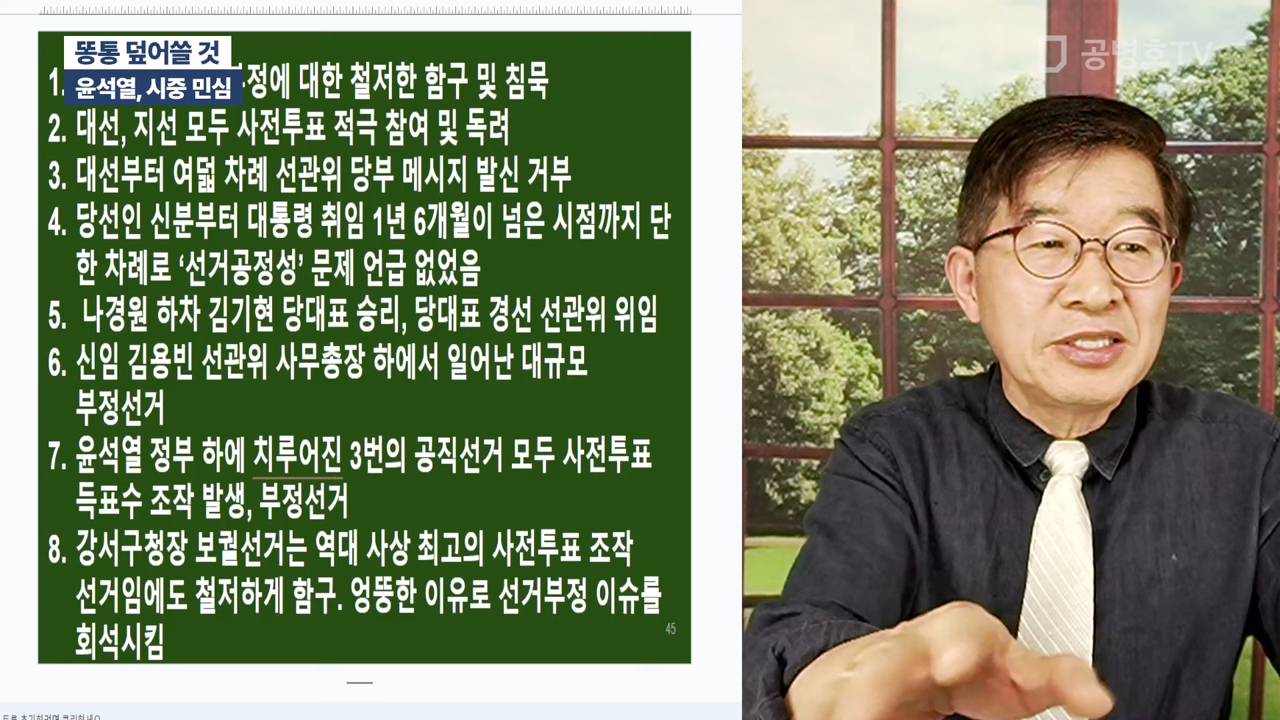 똥통 덮어쓸 것
윤석열, 시중 민심
공병호TV
1. 부정에 대한 철저한 함구 및 침묵
2. 대선, 지선 모두 사전투표 적극 참여 및 독려
3. 대선부터 여덟 차례 선관위 당부 메시지 발신 거부
4. 당선인 신분부터 대통령 취임 1년 6개월이 넘은 시점까지 단
한 차례로 ‘선거공정성’ 문제 언급 없었음
5. 나경원 하차 김기현 당대표 승리, 당대표 경선 선관위 위임
6. 신임 김용빈 선관위 사무총장 하에서 일어난 대규모
부정선거
7. 윤석열 정부 하에 치루어진 3번의 공직선거 모두 사전투표
득표수 조작 발생, 부정선거
8. 강서구청장 보궐선거는 역대 사상 최고의 사전투표 조작
선거임에도 철저하게 함구. 엉뚱한 이유로 선거부정 이슈를
희석시킴
45